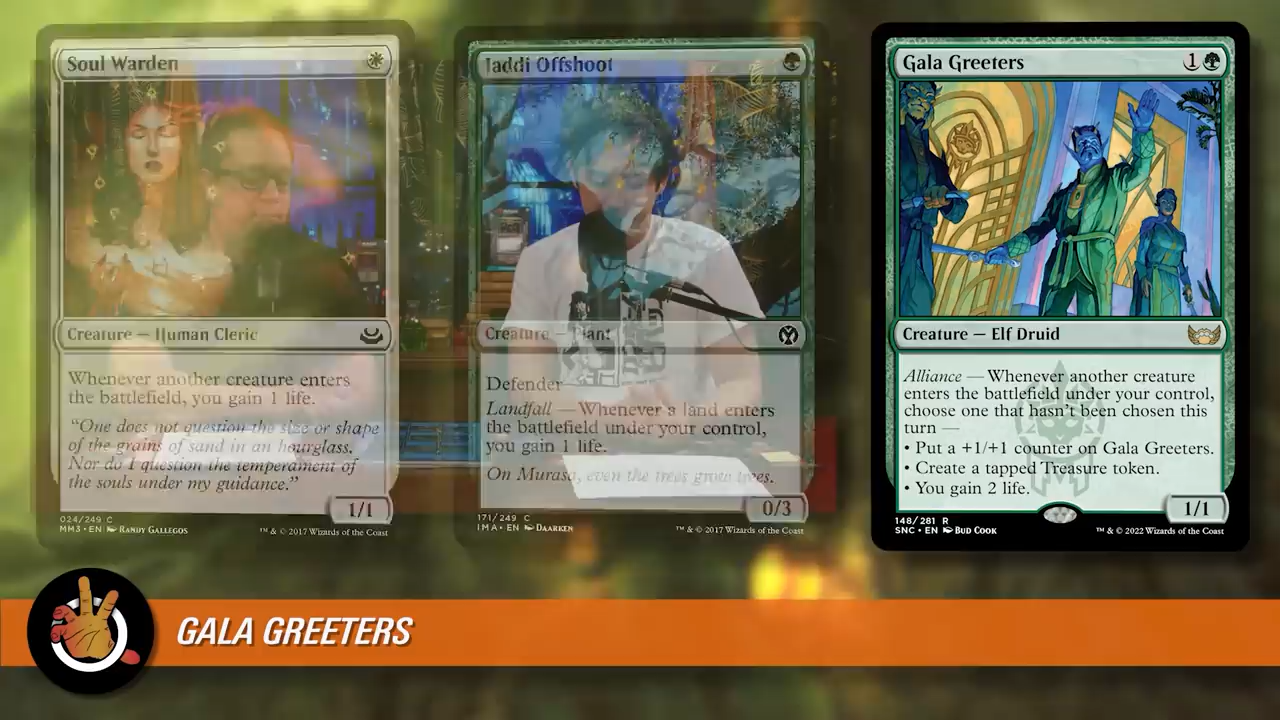 Soul Warden
Creature — Human Cleric
Whenever another creature enters
the battlefield, you gain 1 life.
"One does not question the size or shape
of the grains of sand in an hourglass.
Nor do I question the temperament of
the souls under my guidance."
1/1
024/249 C
MM3 • EN RANDY GALLEGOS
™ & © 2017 Wizards of the Coast
Jaddi Offshoot
Creature — Plant
Defender
Landfall — Whenever a land enters
the battlefield under your control,
you gain 1 life.
On Murasa, even the trees grow trees.
0/3
171/249 C
IMA • EN DAARKEN
™ & © 2017 Wizards of the Coast
Gala Greeters
1
Creature — Elf Druid
Alliance — Whenever another creature
enters the battlefield under your control,
choose one that hasn't been chosen this
turn —
• Put a +1/+1 counter on Gala Greeters.
• Create a tapped Treasure token.
• You gain 2 life.
1/1
148/281 R
SNC • EN BUD COOK
™ & © 2022 Wizards of the Coast
GALA GREETERS